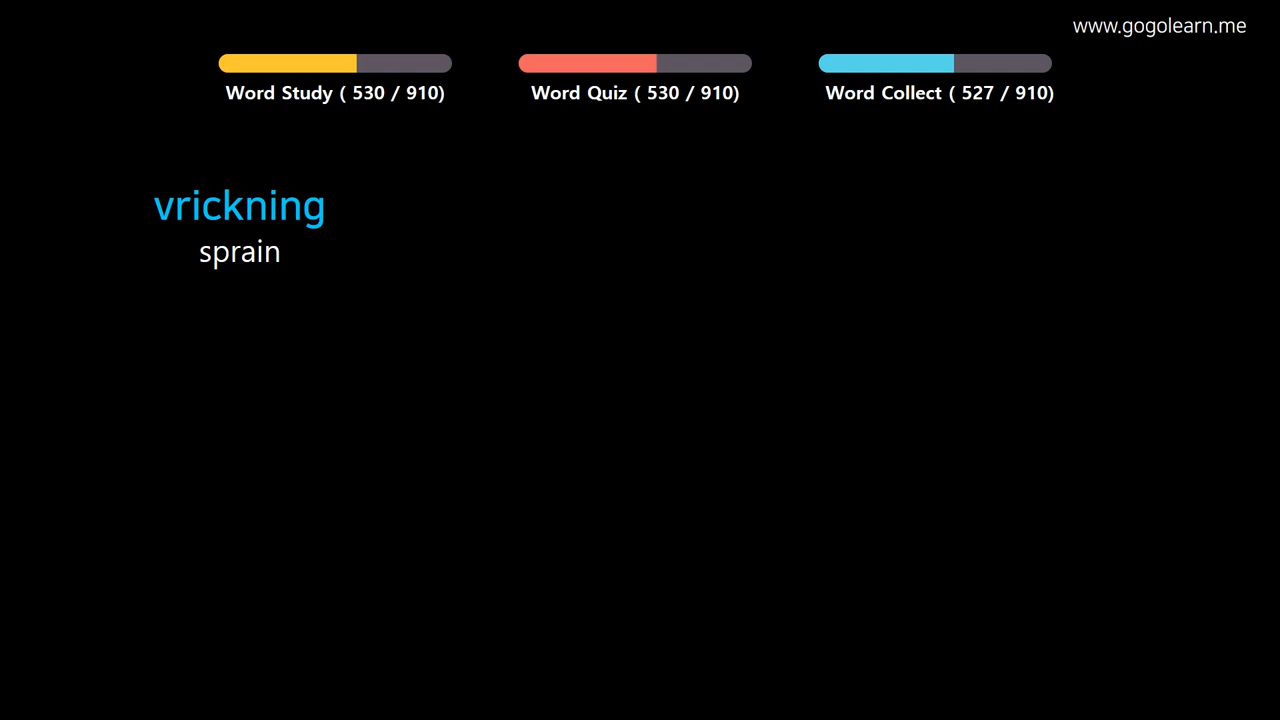 www.gogolearn.me
Word Study ( 530 / 910)
Word Quiz ( 530 / 910)
Word Collect ( 527 / 910)
vrickning
sprain